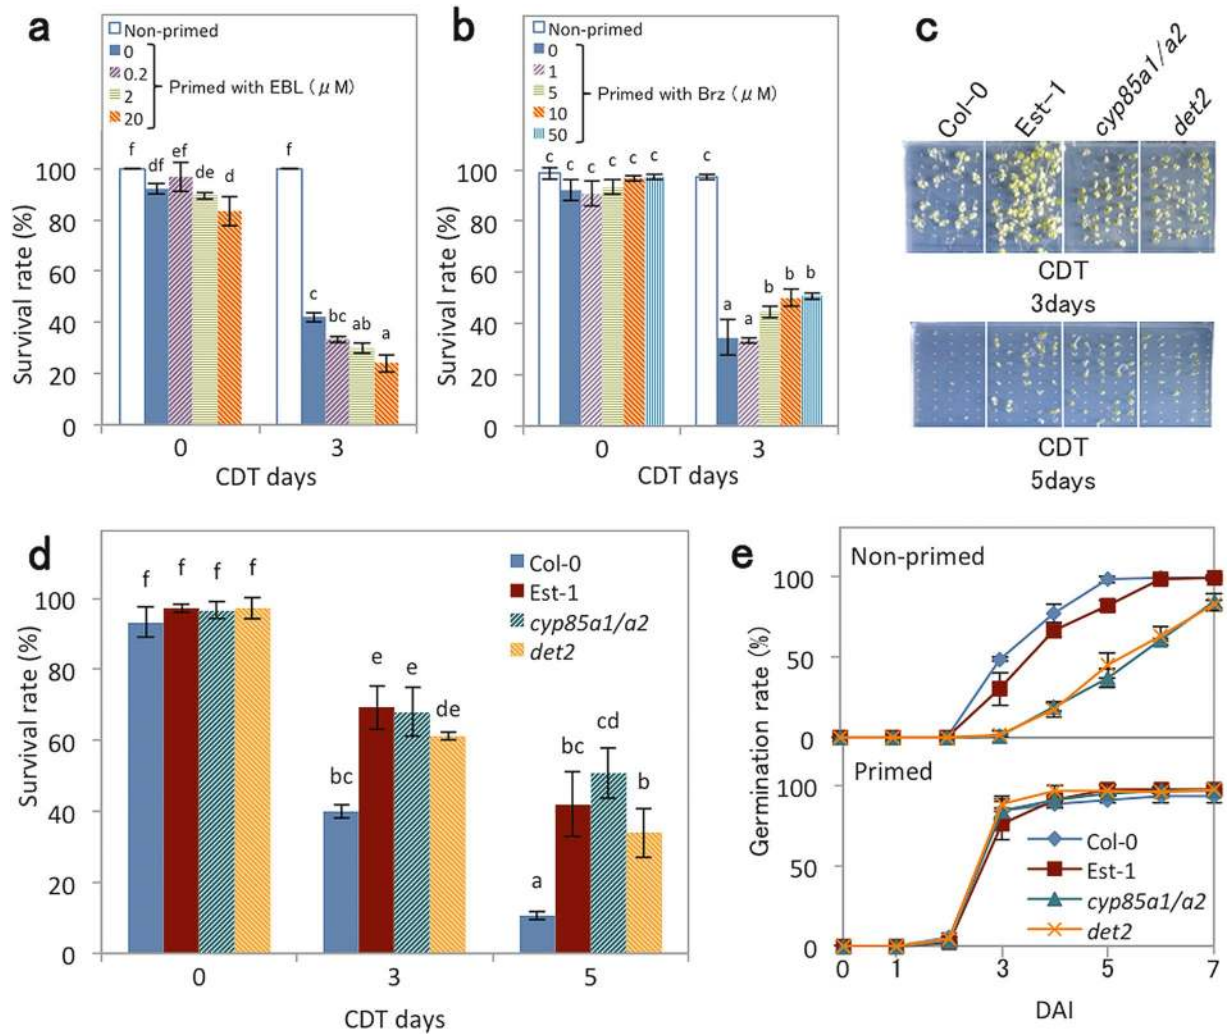 a
Non-primed
0
0.2
2
20
Primed with EBL (μM)
f
df
ef
de
d
f
c
bc
ab
a
100
80
60
40
20
0
Survival rate (%)
0
3
CDT days
b
Non-primed
0
1
5
10
50
Primed with Brz (μM)
c
c
c
c
c
c
c
a
a
b
b
b
100
80
60
40
20
0
Survival rate (%)
0
3
CDT days
c
Col-0
Est-1
cyp85a1/a2
det2
CDT
3days
CDT
5days
d
Col-0
Est-1
cyp85a1/a2
det2
f
f
f
f
bc
e
e
de
a
bc
cd
b
100
80
60
40
20
0
Survival rate (%)
0
3
5
CDT days
e
Non-primed
100
50
0
Primed
100
50
0
Germination rate (%)
Col-0
Est-1
cyp85a1/a2
det2
0
1
3
5
7
DAI